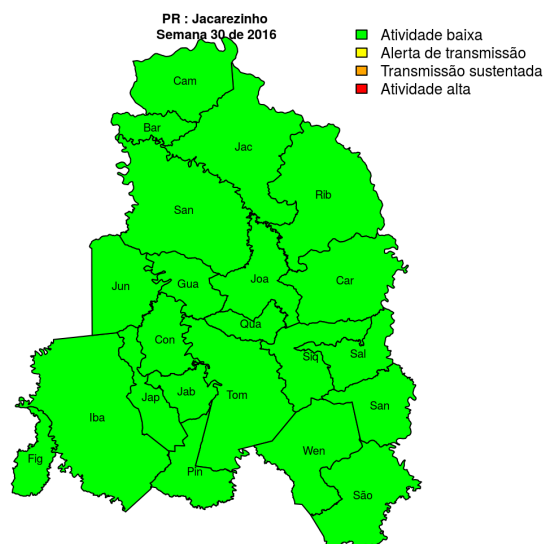 PR : Jacarezinho
Semana 30 de 2016
Atividade baixa
Alerta de transmissão
Transmissão sustentada
Atividade alta
Cam
Bar
Jac
Rib
San
Jun
Gua
Joa
Car
Qua
Con
Siq
Sal
Jap
Jab
Tom
San
Iba
Wen
Fig
Pin
São